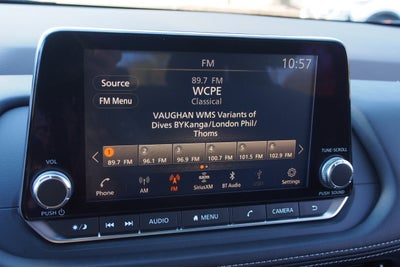 FM
10:57
Source
89.7 FM
WCPE
FM Menu
Classical
VAUGHAN WMS Variants of
Dives BYKanga/London Phil/
Thorns
1 2 3 4 5 6
89.7 FM 96.1 FM 96.9 FM 100.7 FM 101.5 FM 102.9 FM
Phone AM FM SiriusXM BT Audio USB Settings
VOL
TUNE·SCROLL
PUSH
PUSH SOUND
AUDIO MENU CAMERA